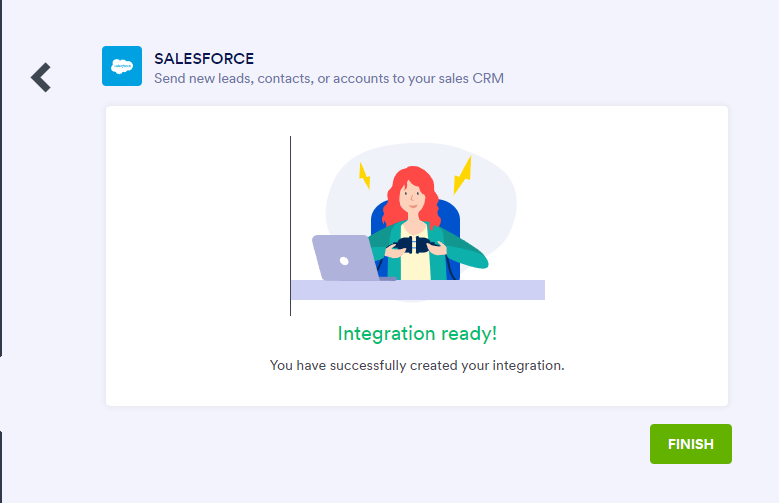 SALESFORCE
Send new leads, contacts, or accounts to your sales CRM
salesforce
Integration ready!
You have successfully created your integration.
FINISH